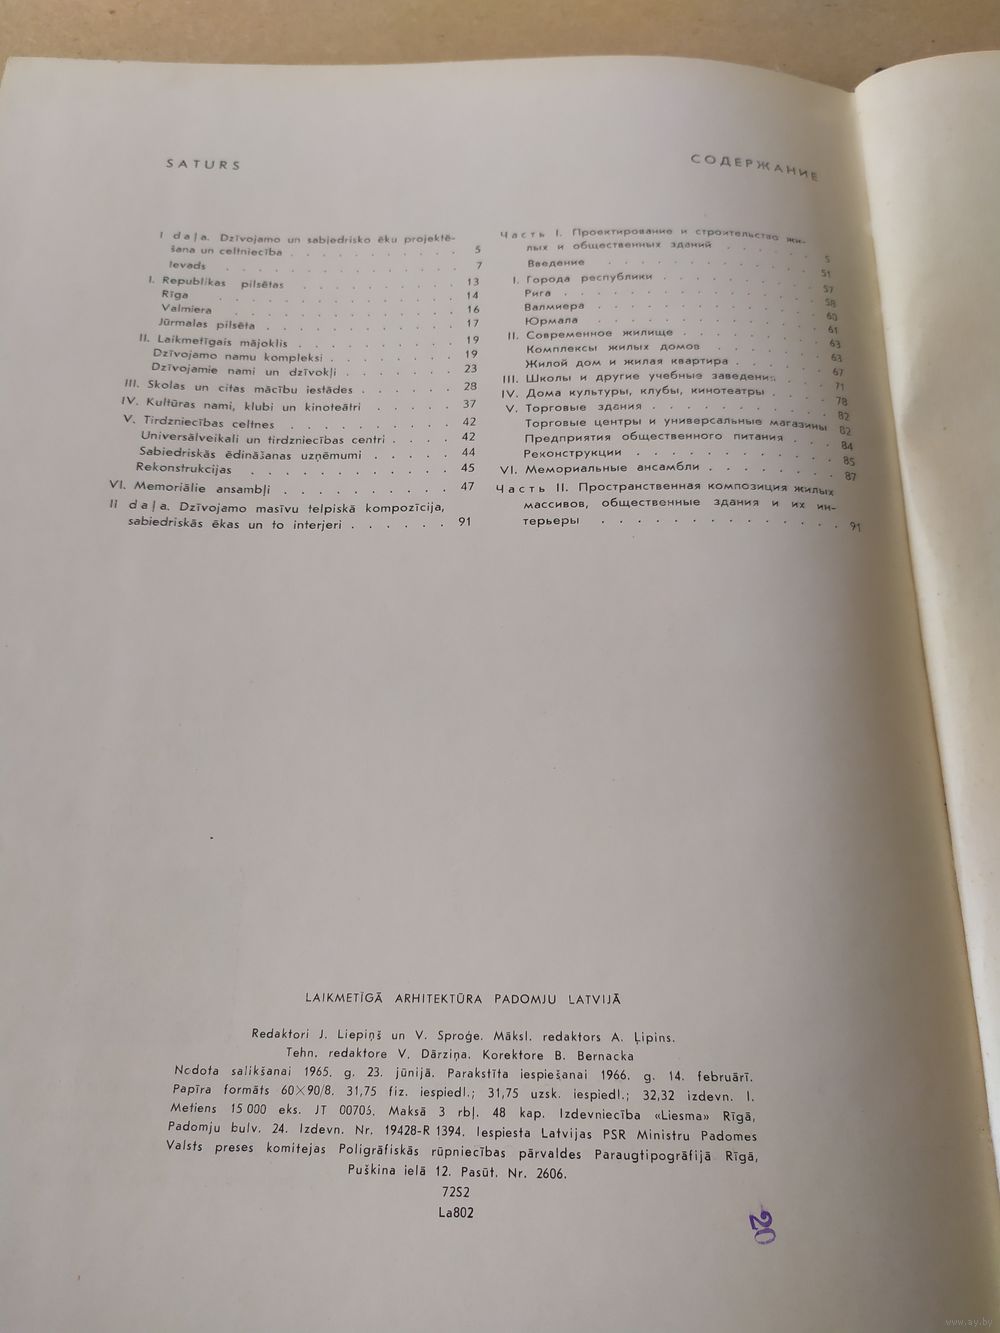 SATURS
I daļa. Dzīvojamo un sabiedrisko ēku projektē-
šana un celtniecība . . . . . . . . . . . 5
Ievads . . . . . . . . . . . . . . . 7
I. Republikas pilsētas . . . . . . . . . . 13
Rīga . . . . . . . . . . . . . . . 14
Valmiera . . . . . . . . . . . . . 16
Jūrmalas pilsēta . . . . . . . . . . . 17
II. Laikmetīgais mājoklis . . . . . . . . . 19
Dzīvojamo namu kompleksi . . . . . . . 19
Dzīvojamie nami un dzīvokļi . . . . . . 23
III. Skolas un citas mācību iestādes . . . . . 28
IV. Kultūras nami, klubi un kinoteātri . . . . . 37
V. Tirdzniecības celtnes . . . . . . . . . . 42
Universālveikali un tirdzniecības centri . . . . 42
Sabiedriskās ēdināšanas uzņēmumi . . . . . 44
Rekonstrukcijas . . . . . . . . . . . 45
VI. Memoriālie ansambļi . . . . . . . . . . 47
II daļa. Dzīvojamo masīvu telpiskā kompozīcija,
sabiedriskās ēkas un to interjeri . . . . . . 91
СОДЕРЖАНИЕ
Часть I. Проектирование и строительство жи-
лых и общественных зданий . . . . . . 5
Введение . . . . . . . . . . . . . 51
I. Города республики . . . . . . . . . . 57
Рига . . . . . . . . . . . . . . . 58
Валмиера . . . . . . . . . . . . . 60
Юрмала . . . . . . . . . . . . . 61
II. Современное жилище . . . . . . . . . 63
Комплексы жилых домов . . . . . . . . 63
Жилой дом и жилая квартира . . . . . . 67
III. Школы и другие учебные заведения . . . 71
IV. Дома культуры, клубы, кинотеатры . . . . 78
V. Торговые здания . . . . . . . . . . . 82
Торговые центры и универсальные магазины 82
Предприятия общественного питания . . . 84
Реконструкции . . . . . . . . . . . 85
VI. Мемориальные ансамбли . . . . . . . . 87
Часть II. Пространственная композиция жилых
массивов, общественные здания и их ин-
терьеры . . . . . . . . . . . . . . 91
LAIKMETĪGĀ ARHITEKTŪRA PADOMJU LATVIJĀ
Redaktori J. Liepiņš un V. Sproģe. Māksl. redaktors A. Ļipins.
Tehn. redaktore V. Dārziņa. Korektore B. Bernacka
Nodota salikšanai 1965. g. 23. jūnijā. Parakstīta iespiešanai 1966. g. 14. februārī.
Papīra formāts 60×90/8. 31,75 fiz. iespiedl.; 31,75 uzsk. iespiedl.; 32,32 izdevn. l.
Metiens 15 000 eks. JT 00705. Maksā 3 rbļ. 48 kap. Izdevniecība «Liesma» Rīgā,
Padomju bulv. 24. Izdevn. Nr. 19428-R 1394. Iespiesta Latvijas PSR Ministru Padomes
Valsts preses komitejas Poligrāfiskās rūpniecības pārvaldes Paraugtipogrāfijā Rīgā,
Puškina ielā 12. Pasūt. Nr. 2606.
72S2
La802
20
www.ay.by